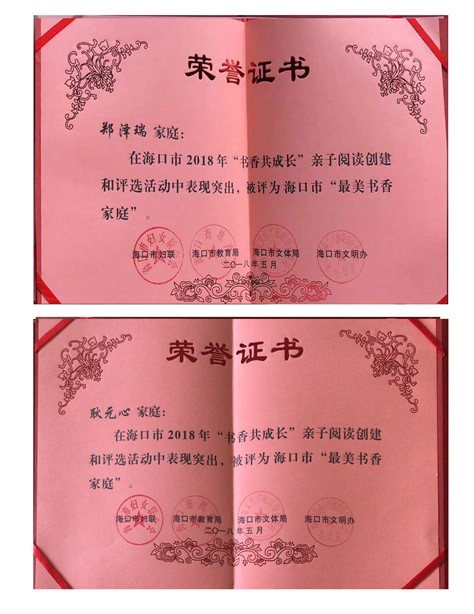 荣誉证书
郑泽瑞 家庭:
在海口市2018年“书香共成长”亲子阅读创建
和评选活动中表现突出，被评为海口市“最美书香
家庭”。
海口市妇联 海口市教育局 海口市文体局 海口市文明办
二〇一八年五月
荣誉证书
耿元心 家庭:
在海口市2018年“书香共成长”亲子阅读创建
和评选活动中表现突出，被评为海口市“最美书香
家庭”。
海口市妇联 海口市教育局 海口市文体局 海口市文明办
二〇一八年五月